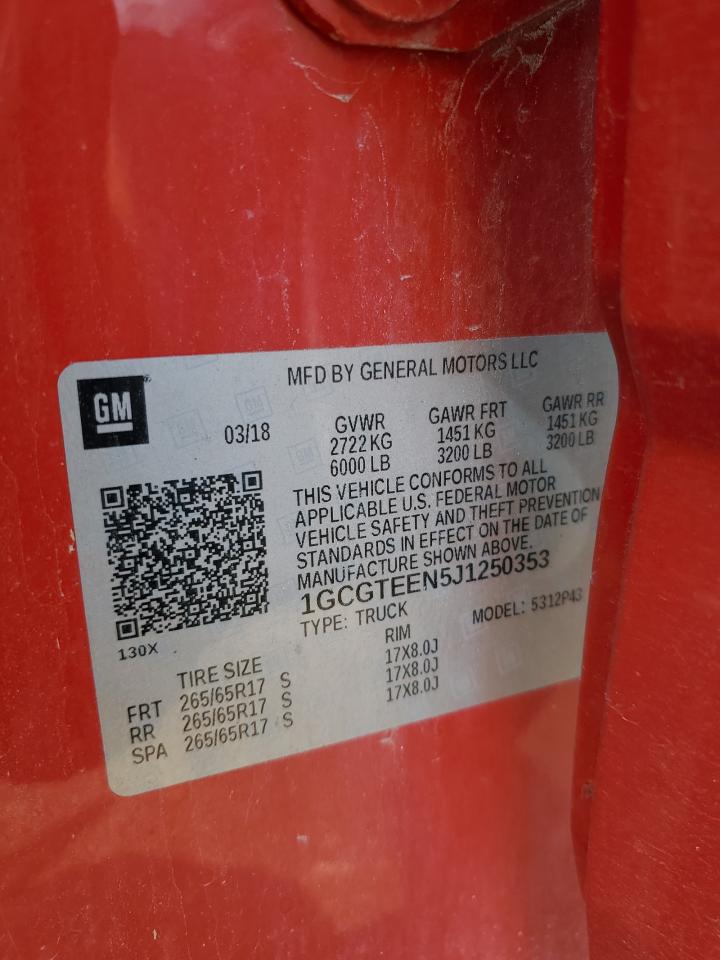 GM
MFD BY GENERAL MOTORS LLC
03/18
GVWR
2722 KG
6000 LB
GAWR FRT
1451 KG
3200 LB
GAWR RR
1451 KG
3200 LB
THIS VEHICLE CONFORMS TO ALL
APPLICABLE U.S. FEDERAL MOTOR
VEHICLE SAFETY AND THEFT PREVENTION
STANDARDS IN EFFECT ON THE DATE OF
MANUFACTURE SHOWN ABOVE.
1GCGTEEN5J1250353
TYPE: TRUCK MODEL: 5312P43
130X
TIRE SIZE RIM
FRT 265/65R17 S 17X8.0J
RR 265/65R17 S 17X8.0J
SPA 265/65R17 S 17X8.0J